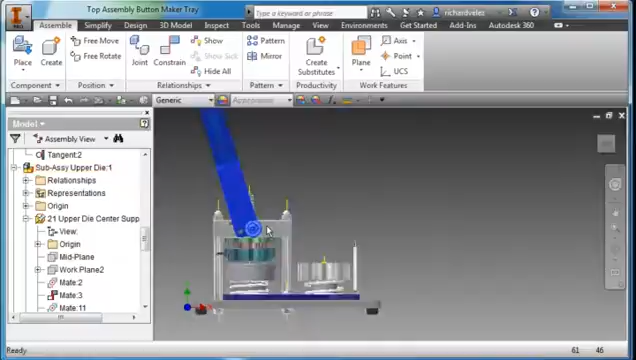 Top Assembly Button Maker Tray
Type a keyword or phrase
richardveles
Assemble Design 3D Model Inspect Tools Manage View Environments Get Started Add-Ins Autodesk 360
Place
Create
Free Move
Free Rotate
Joint
Constrain
Show
Show Sick
Hide All
Pattern
Mirror
Create
Substitutes
Plane
Axis
Point
UCS
Component Position Relationships Pattern Productivity Work Features
Generic
Appearance
Model
Assembly View
Tangent:2
Sub-Assy Upper Die:1
Relationships
Representations
Origin
21 Upper Die Center Supp
View:
Origin
Mid-Plane
Work Plane2
Mate:2
Mate:3
Mate:11
Ready
61 46